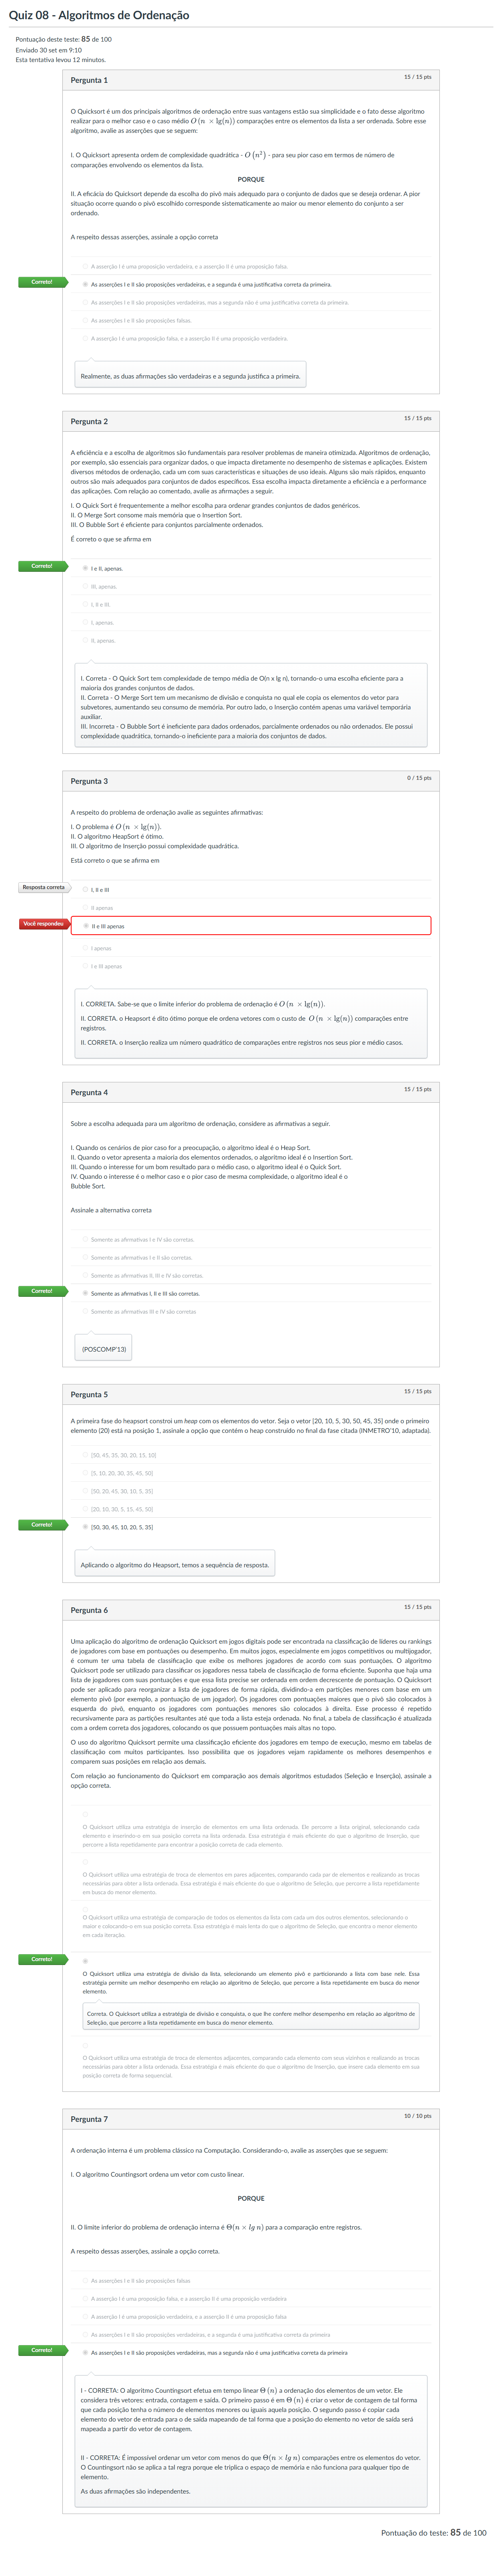 Quiz 08 - Algoritmos de Ordenação
Pontuação deste teste: 85 de 100
Enviado 30 set em 9:10
Esta tentativa levou 12 minutos.
Pergunta 1
15 / 15 pts
O Quicksort é um dos principais algoritmos de ordenação entre suas vantagens estão sua simplicidade e o fato desse algoritmo
realizar para o melhor caso e o caso médio O (n × lg(n)) comparações entre os elementos da lista a ser ordenada. Sobre esse
algoritmo, avalie as asserções que se seguem:
I. O Quicksort apresenta ordem de complexidade quadrática - O (n²) - para seu pior caso em termos de número de
comparações envolvendo os elementos da lista.
PORQUE
II. A eficácia do Quicksort depende da escolha do pivô mais adequado para o conjunto de dados que se deseja ordenar. A pior
situação ocorre quando o pivô escolhido corresponde sistematicamente ao maior ou menor elemento do conjunto a ser
ordenado.
A respeito dessas asserções, assinale a opção correta
A asserção I é uma proposição verdadeira, e a asserção II é uma proposição falsa.
Correto!
As asserções I e II são proposições verdadeiras, e a segunda é uma justificativa correta da primeira.
As asserções I e II são proposições verdadeiras, mas a segunda não é uma justificativa correta da primeira.
As asserções I e II são proposições falsas.
A asserção I é uma proposição falsa, e a asserção II é uma proposição verdadeira.
Realmente, as duas afirmações são verdadeiras e a segunda justifica a primeira.
Pergunta 2
15 / 15 pts
A eficiência e a escolha de algoritmos são fundamentais para resolver problemas de maneira otimizada. Algoritmos de ordenação,
por exemplo, são essenciais para organizar dados, o que impacta diretamente no desempenho de sistemas e aplicações. Existem
diversos métodos de ordenação, cada um com suas características e situações de uso ideais. Alguns são mais rápidos, enquanto
outros são mais adequados para conjuntos de dados específicos. Essa escolha impacta diretamente a eficiência e a performance
das aplicações. Com relação ao comentado, avalie as afirmações a seguir.
I. O Quick Sort é frequentemente a melhor escolha para ordenar grandes conjuntos de dados genéricos.
II. O Merge Sort consome mais memória que o Insertion Sort.
III. O Bubble Sort é eficiente para conjuntos parcialmente ordenados.
É correto o que se afirma em
Correto!
I e II, apenas.
III, apenas.
I, II e III.
I, apenas.
II, apenas.
I. Correta - O Quick Sort tem complexidade de tempo média de O(n x lg n), tornando-o uma escolha eficiente para a
maioria dos grandes conjuntos de dados.
II. Correta - O Merge Sort tem um mecanismo de divisão e conquista no qual ele copia os elementos do vetor para
subvetores, aumentando seu consumo de memória. Por outro lado, o Inserção contém apenas uma variável temporária
auxiliar.
III. Incorreta - O Bubble Sort é ineficiente para dados ordenados, parcialmente ordenados ou não ordenados. Ele possui
complexidade quadrática, tornando-o ineficiente para a maioria dos conjuntos de dados.
Pergunta 3
0 / 15 pts
A respeito do problema de ordenação avalie as seguintes afirmativas:
I. O problema é O (n × lg(n)).
II. O algoritmo HeapSort é ótimo.
III. O algoritmo de Inserção possui complexidade quadrática.
Está correto o que se afirma em
Resposta correta
I, II e III
II apenas
Você respondeu
II e III apenas
I apenas
I e III apenas
I. CORRETA. Sabe-se que o limite inferior do problema de ordenação é O (n × lg(n)).
II. CORRETA. o Heapsort é dito ótimo porque ele ordena vetores com o custo de O (n × lg(n)) comparações entre
registros.
II. CORRETA. o Inserção realiza um número quadrático de comparações entre registros nos seus pior e médio casos.
Pergunta 4
15 / 15 pts
Sobre a escolha adequada para um algoritmo de ordenação, considere as afirmativas a seguir.
I. Quando os cenários de pior caso for a preocupação, o algoritmo ideal é o Heap Sort.
II. Quando o vetor apresenta a maioria dos elementos ordenados, o algoritmo ideal é o Insertion Sort.
III. Quando o interesse for um bom resultado para o médio caso, o algoritmo ideal é o Quick Sort.
IV. Quando o interesse é o melhor caso e o pior caso de mesma complexidade, o algoritmo ideal é o
Bubble Sort.
Assinale a alternativa correta
Somente as afirmativas I e IV são corretas.
Somente as afirmativas I e II são corretas.
Somente as afirmativas II, III e IV são corretas.
Correto!
Somente as afirmativas I, II e III são corretas.
Somente as afirmativas III e IV são corretas
(POSCOMP'13)
Pergunta 5
15 / 15 pts
A primeira fase do heapsort constroi um heap com os elementos do vetor. Seja o vetor [20, 10, 5, 30, 50, 45, 35] onde o primeiro
elemento (20) está na posição 1, assinale a opção que contém o heap construído no final da fase citada (INMETRO'10, adaptada).
[50, 45, 35, 30, 20, 15, 10]
[5, 10, 20, 30, 35, 45, 50]
[50, 20, 45, 30, 10, 5, 35]
[20, 10, 30, 5, 15, 45, 50]
Correto!
[50, 30, 45, 10, 20, 5, 35]
Aplicando o algoritmo do Heapsort, temos a sequência de resposta.
Pergunta 6
15 / 15 pts
Uma aplicação do algoritmo de ordenação Quicksort em jogos digitais pode ser encontrada na classificação de líderes ou rankings
de jogadores com base em pontuações ou desempenho. Em muitos jogos, especialmente em jogos competitivos ou multijogador,
é comum ter uma tabela de classificação que exibe os melhores jogadores de acordo com suas pontuações. O algoritmo
Quicksort pode ser utilizado para classificar os jogadores nessa tabela de classificação de forma eficiente. Suponha que haja uma
lista de jogadores com suas pontuações e que essa lista precise ser ordenada em ordem decrescente de pontuação. O Quicksort
pode ser aplicado para reorganizar a lista de jogadores de forma rápida, dividindo-a em partições menores com base em um
elemento pivô (por exemplo, a pontuação de um jogador). Os jogadores com pontuações maiores que o pivô são colocados à
esquerda do pivô, enquanto os jogadores com pontuações menores são colocados à direita. Esse processo é repetido
recursivamente para as partições resultantes até que toda a lista esteja ordenada. No final, a tabela de classificação é atualizada
com a ordem correta dos jogadores, colocando os que possuem pontuações mais altas no topo.
O uso do algoritmo Quicksort permite uma classificação eficiente dos jogadores em tempo de execução, mesmo em tabelas de
classificação com muitos participantes. Isso possibilita que os jogadores vejam rapidamente os melhores desempenhos e
comparem suas posições em relação aos demais.
Com relação ao funcionamento do Quicksort em comparação aos demais algoritmos estudados (Seleção e Inserção), assinale a
opção correta.
O Quicksort utiliza uma estratégia de inserção de elementos em uma lista ordenada. Ele percorre a lista original, selecionando cada
elemento e inserindo-o em sua posição correta na lista ordenada. Essa estratégia é mais eficiente do que o algoritmo de Inserção, que
percorre a lista repetidamente para encontrar a posição correta de cada elemento.
O Quicksort utiliza uma estratégia de troca de elementos em pares adjacentes, comparando cada par de elementos e realizando as trocas
necessárias para obter a lista ordenada. Essa estratégia é mais eficiente do que o algoritmo de Seleção, que percorre a lista repetidamente
em busca do menor elemento.
O Quicksort utiliza uma estratégia de comparação de todos os elementos da lista com cada um dos outros elementos, selecionando o
maior e colocando-o em sua posição correta. Essa estratégia é mais lenta do que o algoritmo de Seleção, que encontra o menor elemento
em cada iteração.
Correto!
O Quicksort utiliza uma estratégia de divisão da lista, selecionando um elemento pivô e particionando a lista com base nele. Essa
estratégia permite um melhor desempenho em relação ao algoritmo de Seleção, que percorre a lista repetidamente em busca do menor
elemento.
Correta. O Quicksort utiliza a estratégia de divisão e conquista, o que lhe confere melhor desempenho em relação ao algoritmo de
Seleção, que percorre a lista repetidamente em busca do menor elemento.
O Quicksort utiliza uma estratégia de troca de elementos adjacentes, comparando cada elemento com seus vizinhos e realizando as trocas
necessárias para obter a lista ordenada. Essa estratégia é mais eficiente do que o algoritmo de Inserção, que insere cada elemento em sua
posição correta de forma sequencial.
Pergunta 7
10 / 10 pts
A ordenação interna é um problema clássico na Computação. Considerando-o, avalie as asserções que se seguem:
I. O algoritmo Countingsort ordena um vetor com custo linear.
PORQUE
II. O limite inferior do problema de ordenação interna é Θ(n × lg n) para a comparação entre registros.
A respeito dessas asserções, assinale a opção correta.
As asserções I e II são proposições falsas
A asserção I é uma proposição falsa, e a asserção II é uma proposição verdadeira
A asserção I é uma proposição verdadeira, e a asserção II é uma proposição falsa
As asserções I e II são proposições verdadeiras, e a segunda é uma justificativa correta da primeira
Correto!
As asserções I e II são proposições verdadeiras, mas a segunda não é uma justificativa correta da primeira
I - CORRETA: O algoritmo Countingsort efetua em tempo linear Θ (n) a ordenação dos elementos de um vetor. Ele
considera três vetores: entrada, contagem e saída. O primeiro passo é em Θ (n) é criar o vetor de contagem de tal forma
que cada posição tenha o número de elementos menores ou iguais aquela posição. O segundo passo é copiar cada
elemento do vetor de entrada para o de saída mapeando de tal forma que a posição do elemento no vetor de saída será
mapeada a partir do vetor de contagem.
II - CORRETA: É impossível ordenar um vetor com menos do que Θ(n × lg n) comparações entre os elementos do vetor.
O Countingsort não se aplica a tal regra porque ele triplica o espaço de memória e não funciona para qualquer tipo de
elemento.
As duas afirmações são independentes.
Pontuação do teste: 85 de 100